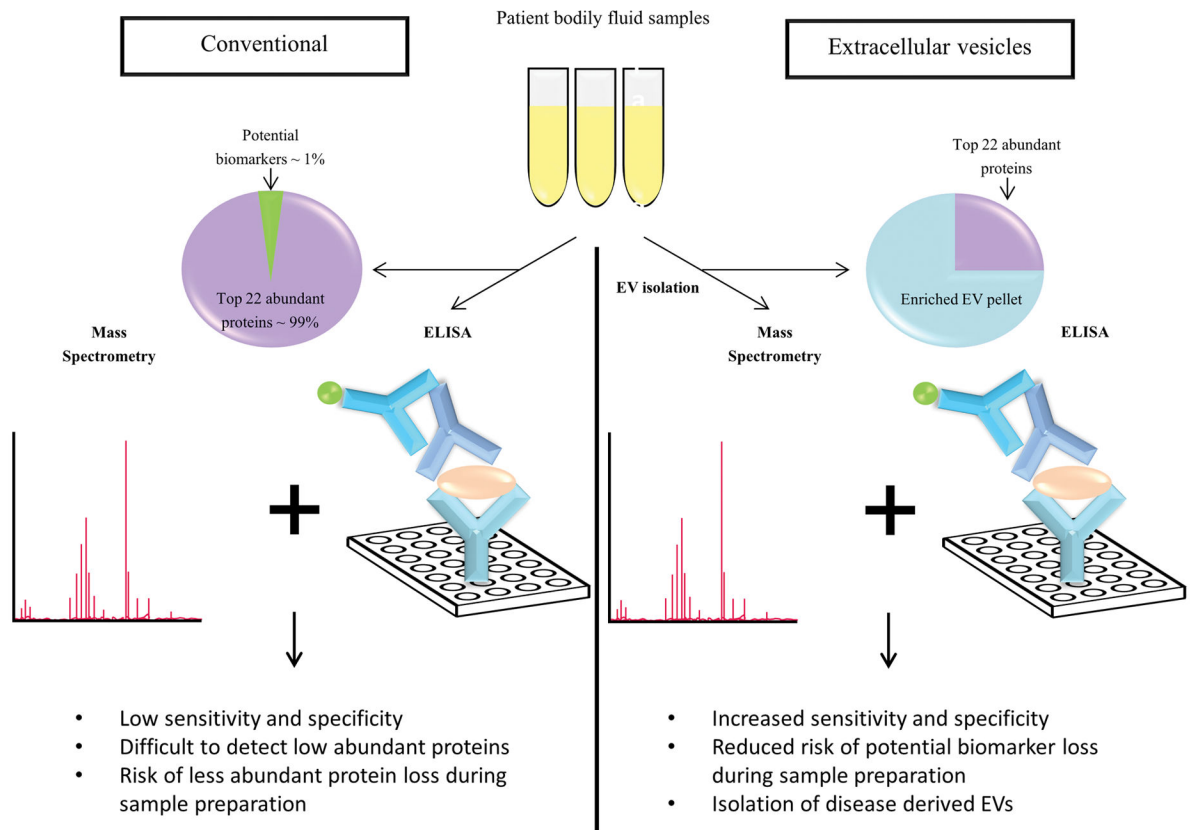 Patient bodily fluid samples
Conventional
Potential
biomarkers ~ 1%
Top 22 abundant
proteins ~ 99%
Mass
Spectrometry
ELISA
• Low sensitivity and specificity
• Difficult to detect low abundant proteins
• Risk of less abundant protein loss during
sample preparation
Extracellular vesicles
Top 22 abundant
proteins
EV isolation
Enriched EV pellet
Mass
Spectrometry
ELISA
• Increased sensitivity and specificity
• Reduced risk of potential biomarker loss
during sample preparation
• Isolation of disease derived EVs